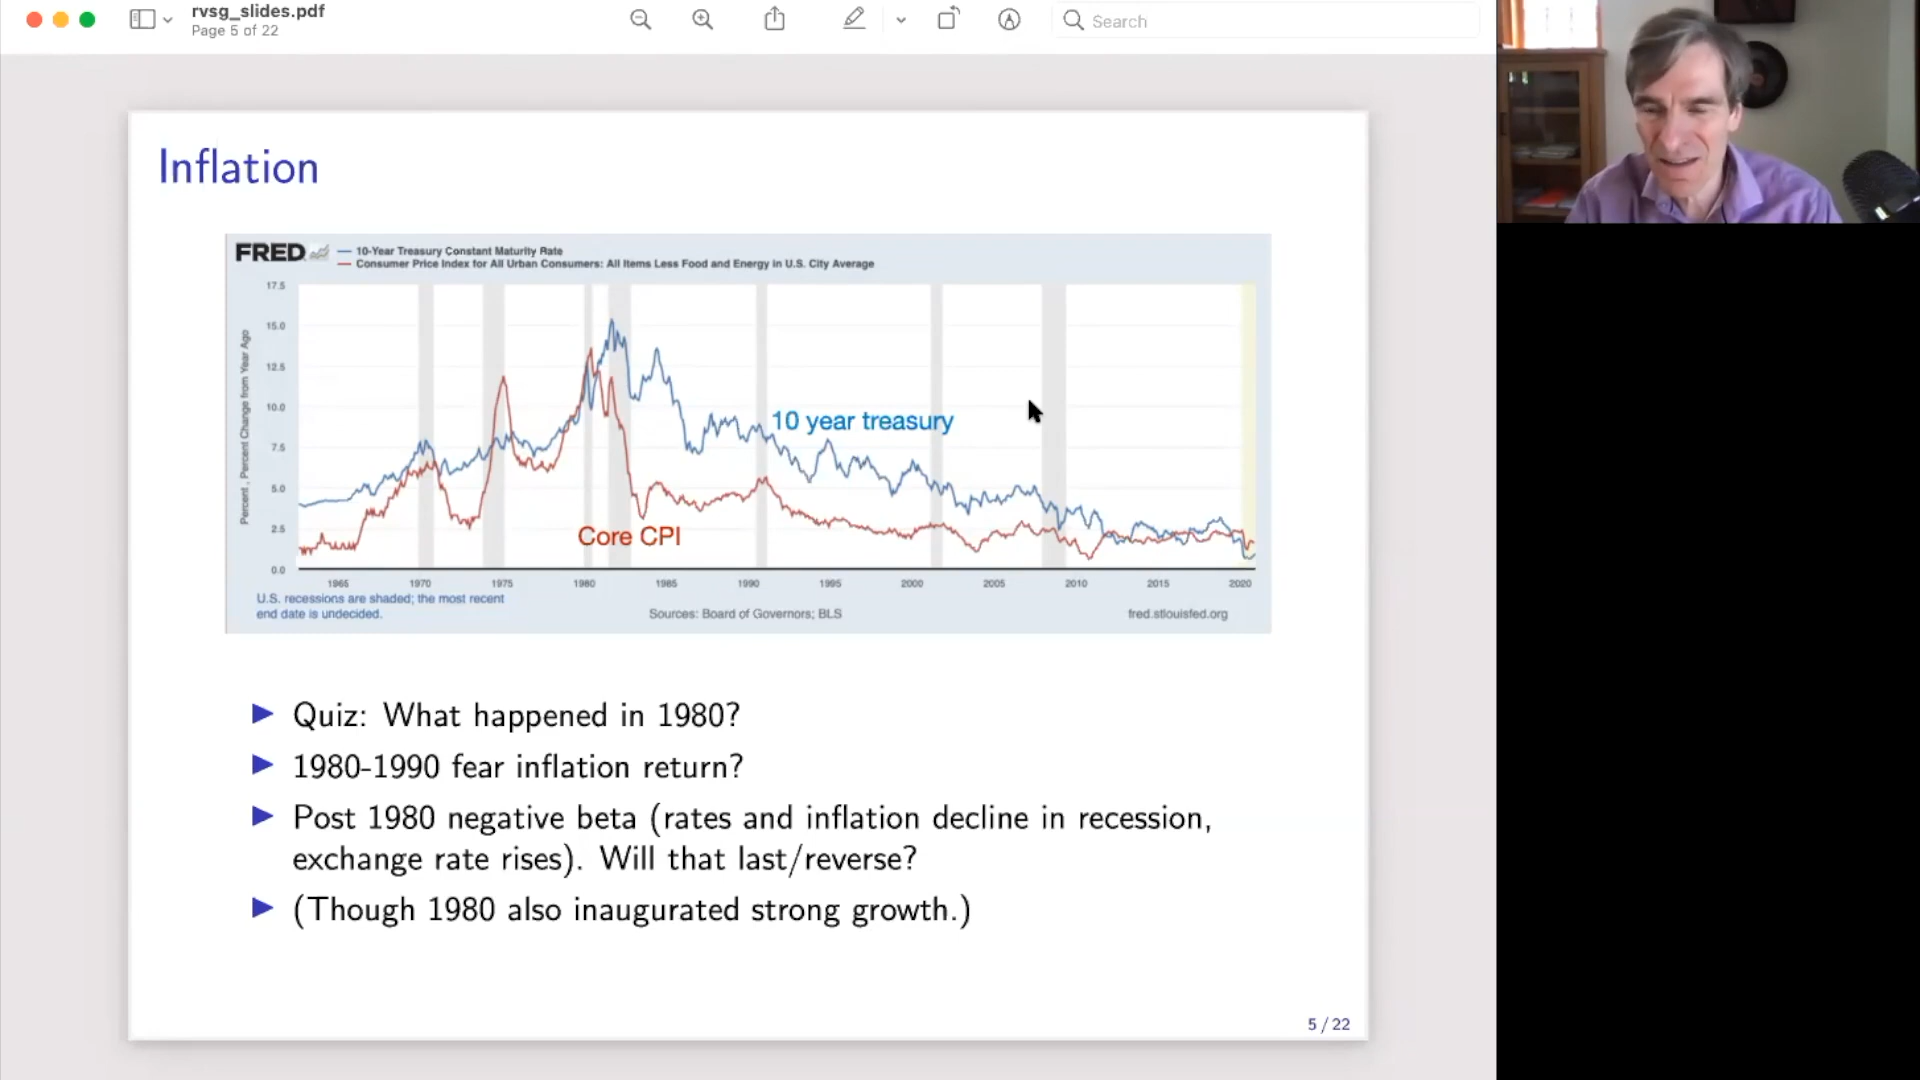 rvsg_slides.pdf
Page 5 of 22
Search
Inflation
FRED
10-Year Treasury Constant Maturity Rate
Consumer Price Index for All Urban Consumers: All Items Less Food and Energy in U.S. City Average
Percent , Percent Change from Year Ago
17.5
15.0
12.5
10.0
7.5
5.0
2.5
0.0
10 year treasury
Core CPI
1965 1970 1975 1980 1985 1990 1995 2000 2005 2010 2015 2020
U.S. recessions are shaded; the most recent
end date is undecided.
Sources: Board of Governors; BLS
fred.stlouisfed.org
Quiz: What happened in 1980?
1980-1990 fear inflation return?
Post 1980 negative beta (rates and inflation decline in recession,
exchange rate rises). Will that last/reverse?
(Though 1980 also inaugurated strong growth.)
5 / 22